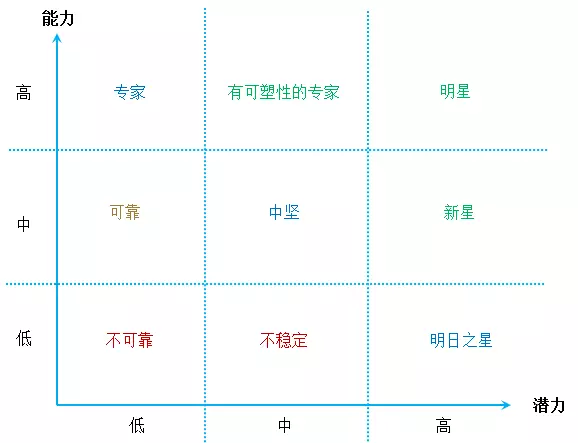 能力
高
专家
有可塑性的专家
明星
中
可靠
中坚
新星
低
不可靠
不稳定
明日之星
潜力
低
中
高